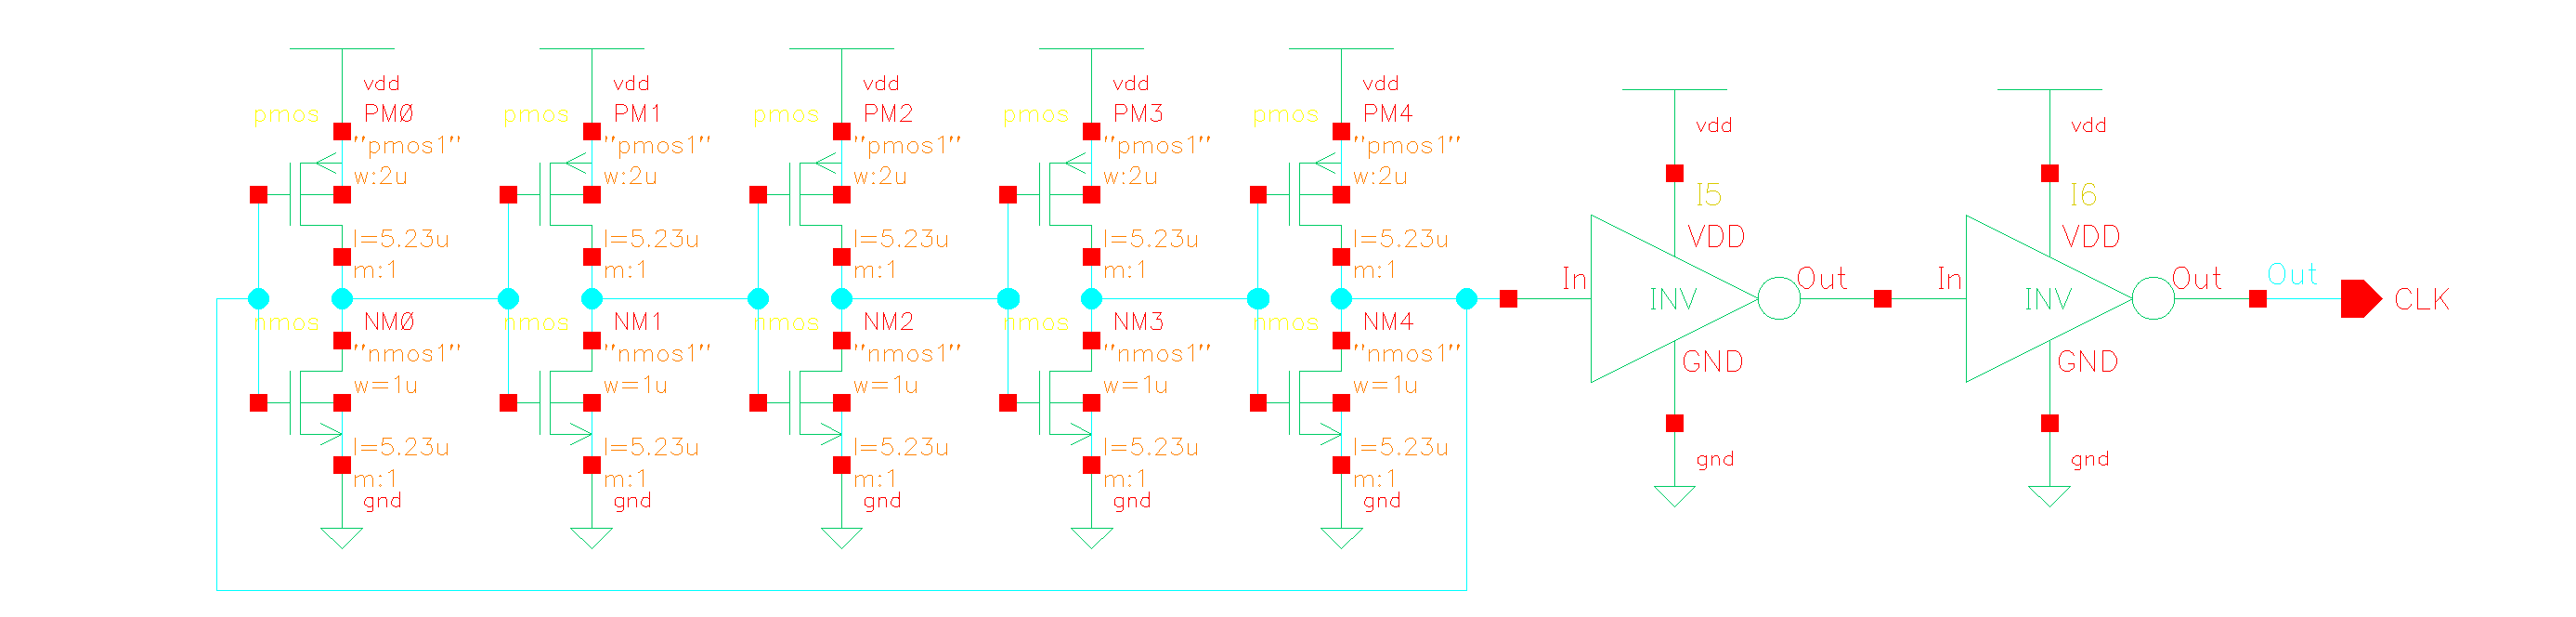 vdd
pmos PM0
"pmos1"
w:2u
l=5.23u
m:1
nmos NM0
"nmos1"
w=1u
l=5.23u
m:1
gnd
vdd
pmos PM1
"pmos1"
w:2u
l=5.23u
m:1
nmos NM1
"nmos1"
w=1u
l=5.23u
m:1
gnd
vdd
pmos PM2
"pmos1"
w:2u
l=5.23u
m:1
nmos NM2
"nmos1"
w=1u
l=5.23u
m:1
gnd
vdd
pmos PM3
"pmos1"
w:2u
l=5.23u
m:1
nmos NM3
"nmos1"
w=1u
l=5.23u
m:1
gnd
vdd
pmos PM4
"pmos1"
w:2u
l=5.23u
m:1
nmos NM4
"nmos1"
w=1u
l=5.23u
m:1
gnd
vdd
I5
VDD
In INV Out
GND
gnd
vdd
I6
VDD
In INV Out
GND
gnd
Out
CLK